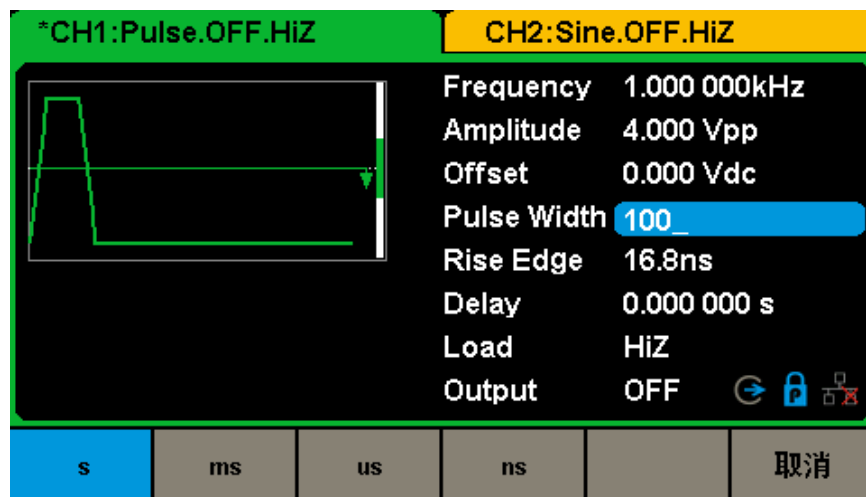 *CH1:Pulse.OFF.HiZ CH2:Sine.OFF.HiZ
Frequency 1.000 000kHz
Amplitude 4.000 Vpp
Offset 0.000 Vdc
Pulse Width 100_
Rise Edge 16.8ns
Delay 0.000 000 s
Load HiZ
Output OFF
s ms us ns 取消